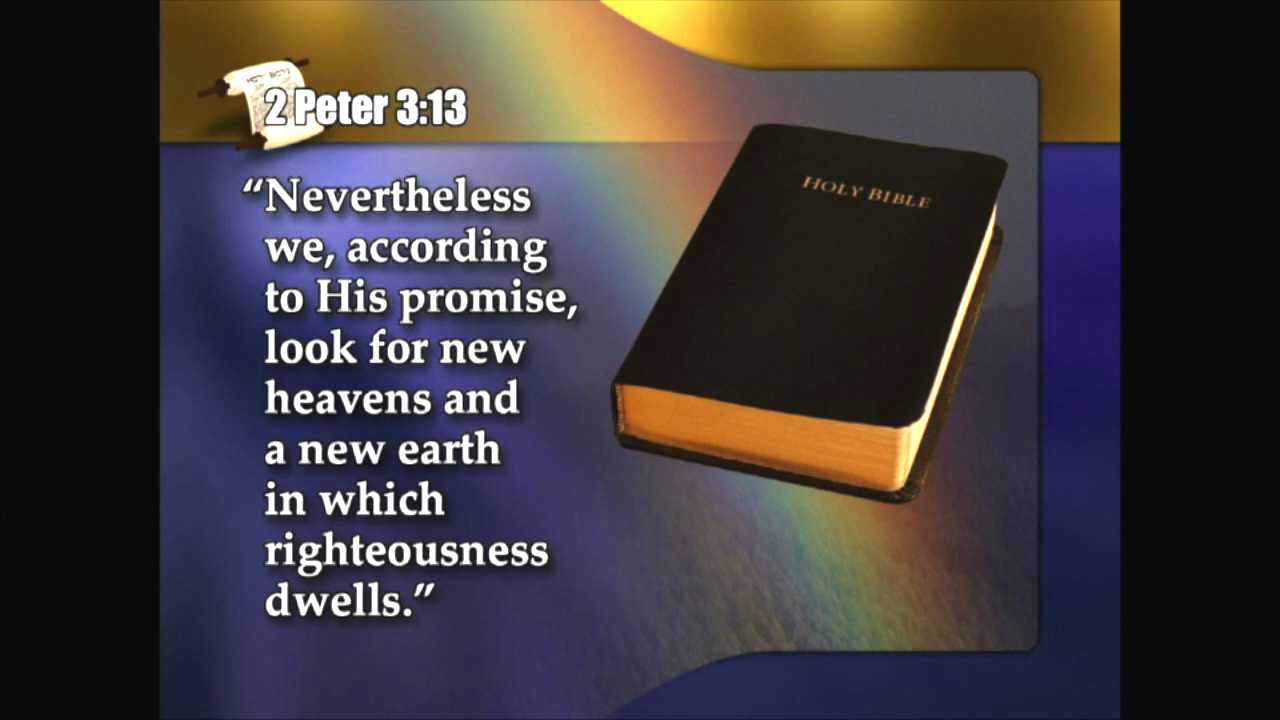 2 Peter 3:13
“Nevertheless
we, according
to His promise,
look for new
heavens and
a new earth
in which
righteousness
dwells.”
HOLY BIBLE